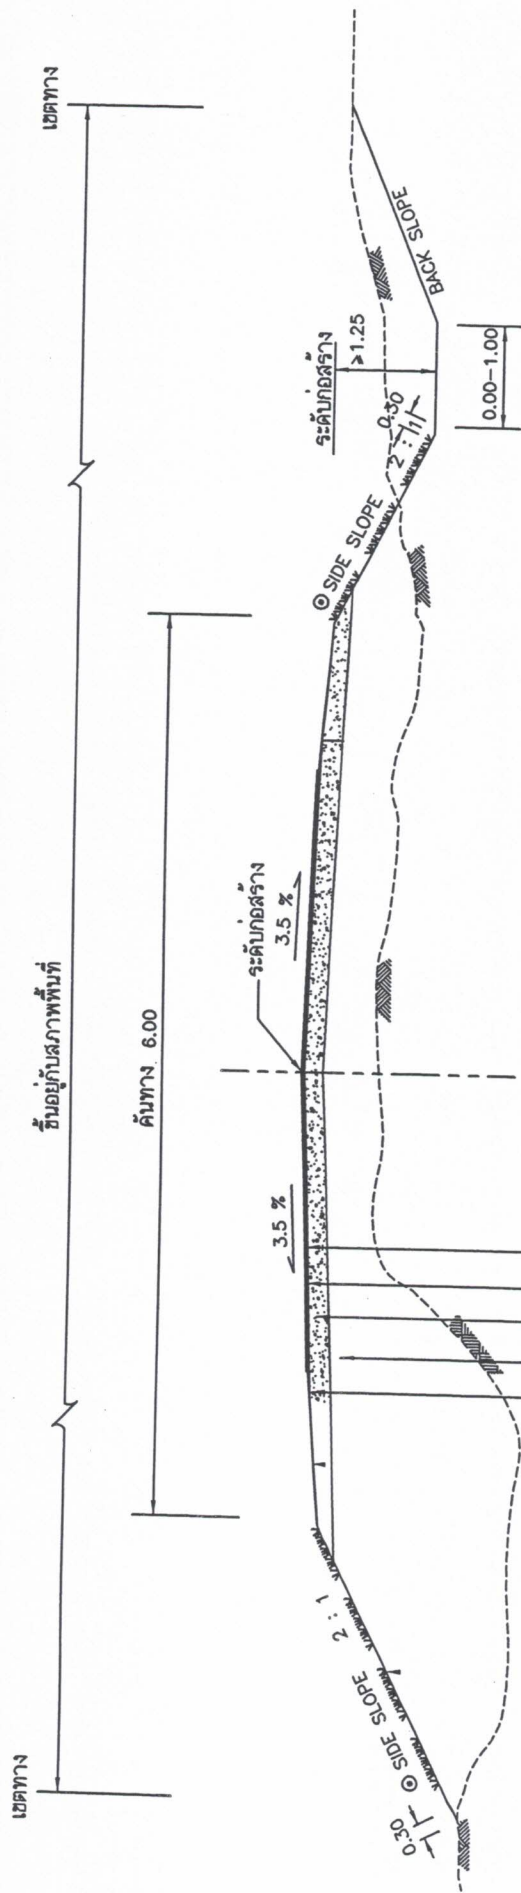 เขตทาง
เขตทาง
ขึ้นอยู่กับสภาพพื้นที่
คันทาง 6.00
ระดับก่อสร้าง
3.5 %
3.5 %
0.30
⊙ SIDE SLOPE 2 : 1
⊙ SIDE SLOPE
2 : 1
0.30
ระดับก่อสร้าง
≥1.25
BACK SLOPE
0.00-1.00